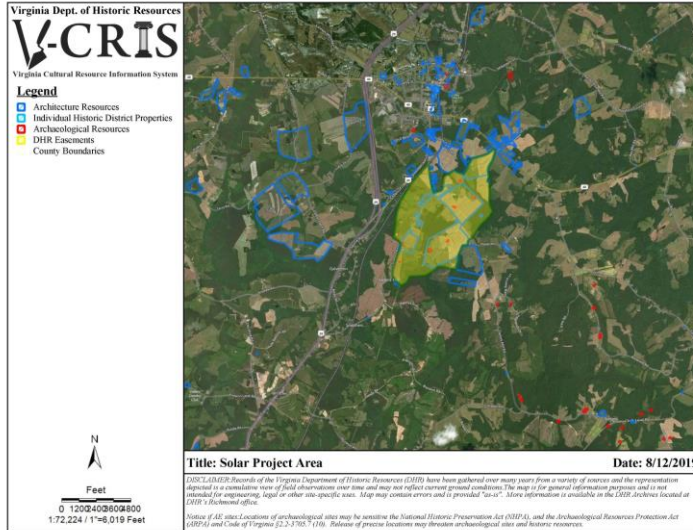 Virginia Dept. of Historic Resources
V-CRIS
Virginia Cultural Resource Information System
Legend
Architecture Resources
Individual Historic District Properties
Archaeological Resources
DHR Easements
County Boundaries
N
Feet
0 1200 2400 3600 4800
1:72,224 / 1"=6,019 Feet
Title: Solar Project Area
Date: 8/12/2019
DISCLAIMER:Records of the Virginia Department of Historic Resources (DHR) have been gathered over many years from a variety of sources and the representation
depicted is a cumulative view of field observations over time and may not reflect current ground conditions.The map is for general information purposes and is not
intended for engineering, legal or other site-specific uses. Map may contain errors and is provided "as-is". More information is available in the DHR Archives located at
DHR's Richmond office.
Notice if AE sites:Locations of archaeological sites may be sensitive the National Historic Preservation Act (NHPA), and the Archaeological Resources Protection Act
(ARPA) and Code of Virginia §2.2-3705.7 (10). Release of precise locations may threaten archaeological sites and historic resources.